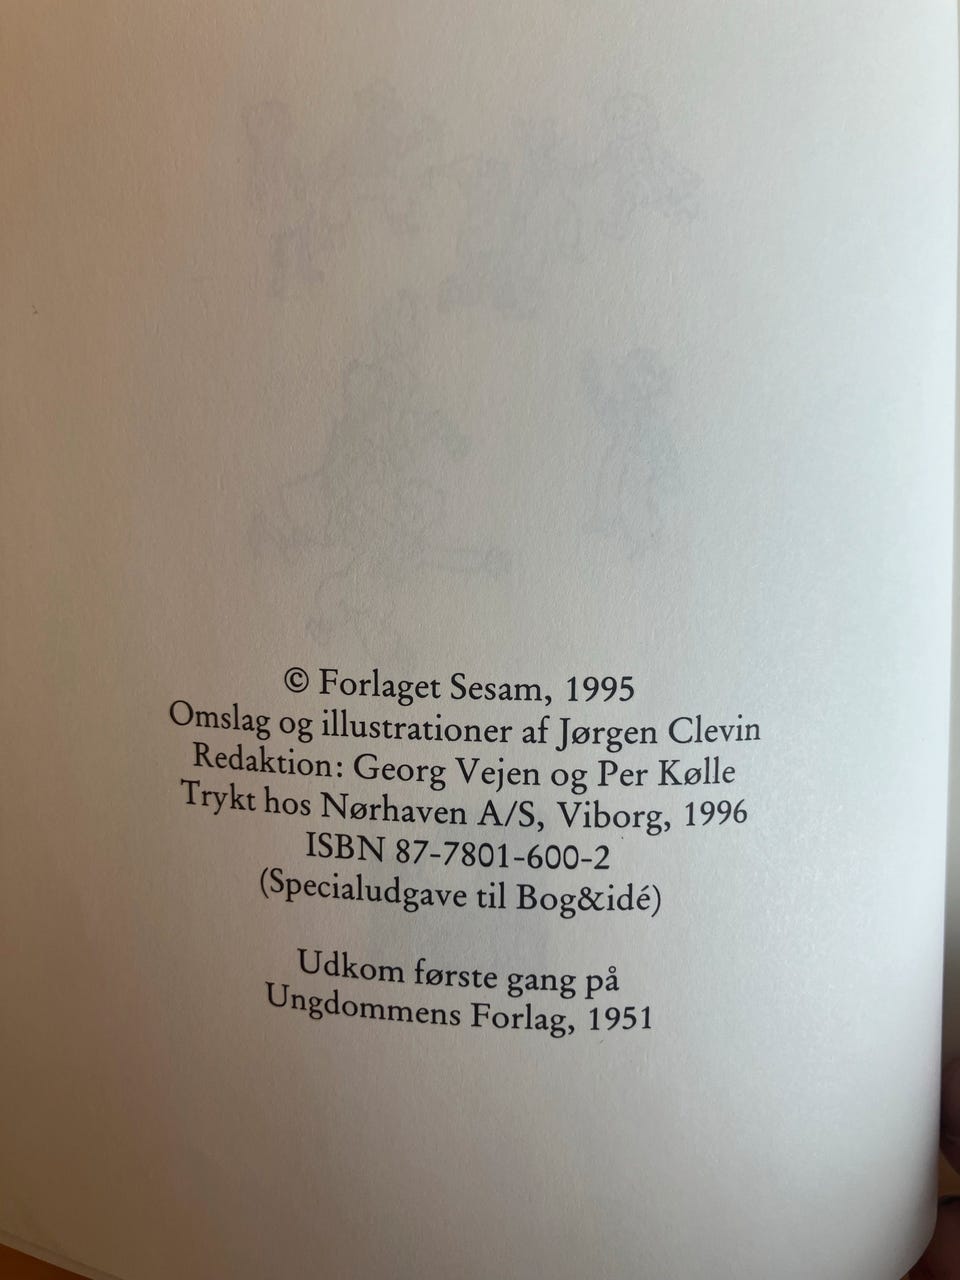 © Forlaget Sesam, 1995
Omslag og illustrationer af Jørgen Clevin
Redaktion: Georg Vejen og Per Kølle
Trykt hos Nørhaven A/S, Viborg, 1996
ISBN 87-7801-600-2
(Specialudgave til Bog&idé)
Udkom første gang på
Ungdommens Forlag, 1951